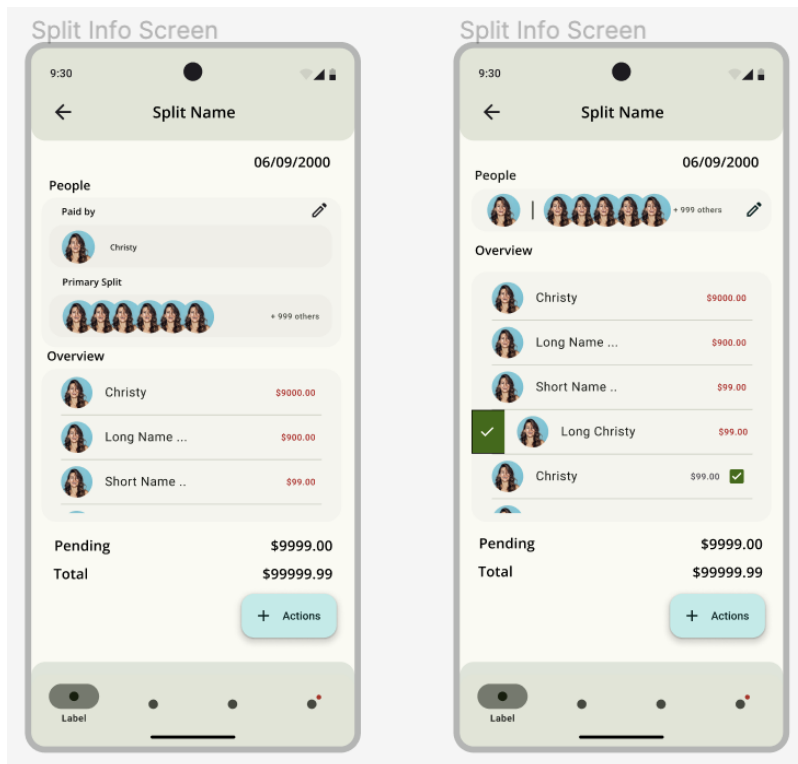 Split Info Screen
9:30
Split Name
06/09/2000
People
Paid by
Christy
Primary Split
+ 999 others
Overview
Christy $9000.00
Long Name ... $900.00
Short Name .. $99.00
Pending $9999.00
Total $99999.99
+ Actions
Label
Split Info Screen
9:30
Split Name
06/09/2000
People
+ 999 others
Overview
Christy $9000.00
Long Name ... $900.00
Short Name .. $99.00
Long Christy $99.00
Christy $99.00
Pending $9999.00
Total $99999.99
+ Actions
Label